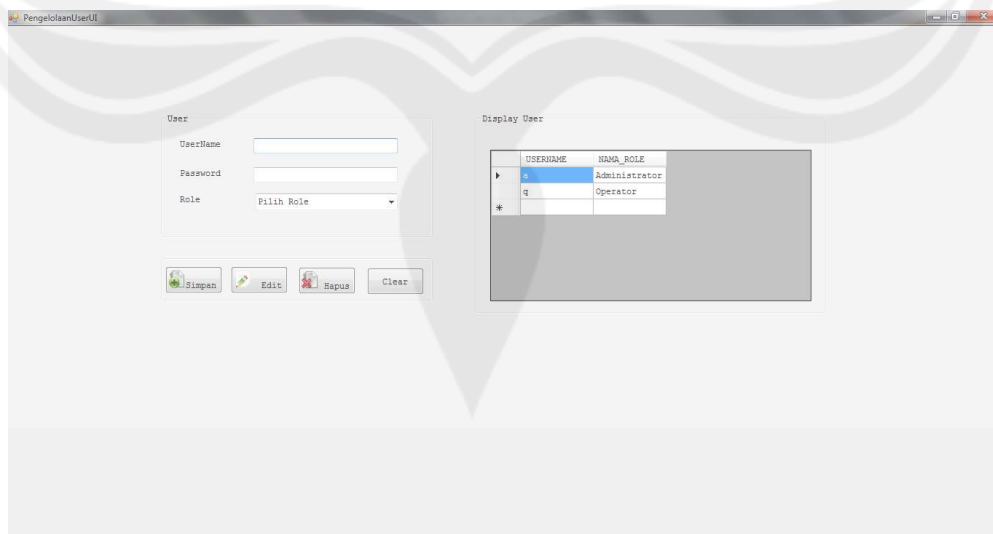 PengelolaanUserUI
User
UserName
Password
Role
Pilih Role
Simpan
Edit
Hapus
Clear
Display User
USERNAME NAMA_ROLE
a Administrator
q Operator